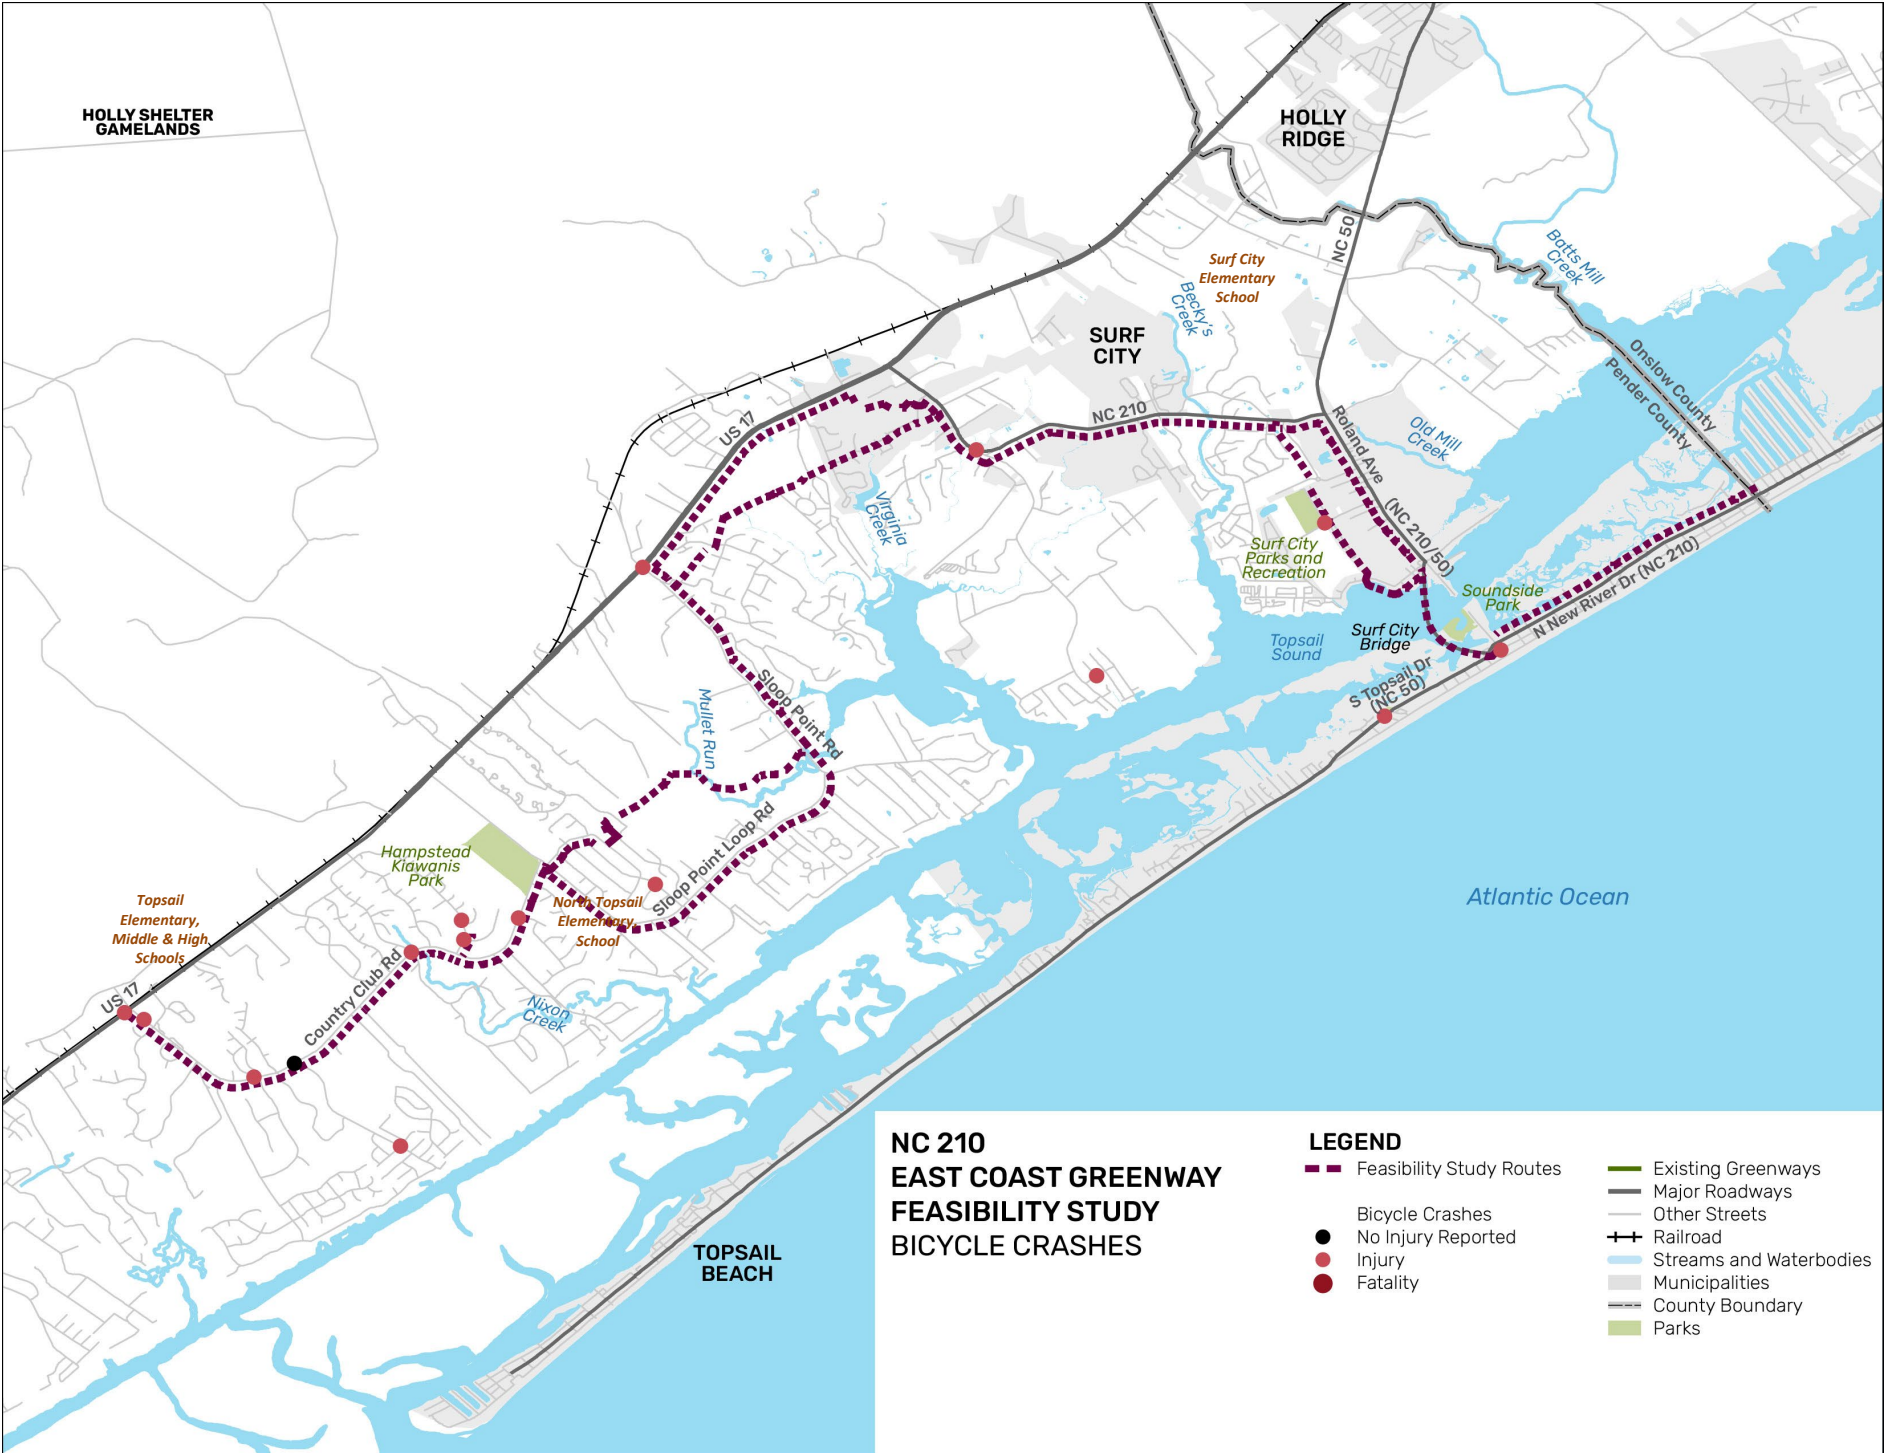 HOLLY SHELTER
GAMELANDS
HOLLY
RIDGE
NC 50
Batts Mill
Creek
Surf City
Elementary
School
Becky's
Creek
SURF
CITY
Onslow County
Pender County
US 17
NC 210
Roland Ave
(NC 210/50)
Old Mill
Creek
Virginia
Creek
Surf City
Parks and
Recreation
Soundside
Park
N New River Dr (NC 210)
Topsail
Sound
Surf City
Bridge
S Topsail Dr
(NC 50)
Sloop Point Rd
Mullet Run
Sloop Point Loop Rd
Hampstead
Kiawanis
Park
Topsail
Elementary,
Middle & High
Schools
North Topsail
Elementary
School
Atlantic Ocean
US 17
Country Club Rd
Nixon
Creek
TOPSAIL
BEACH
NC 210
EAST COAST GREENWAY
FEASIBILITY STUDY
BICYCLE CRASHES
LEGEND
Feasibility Study Routes
Bicycle Crashes
No Injury Reported
Injury
Fatality
Existing Greenways
Major Roadways
Other Streets
Railroad
Streams and Waterbodies
Municipalities
County Boundary
Parks